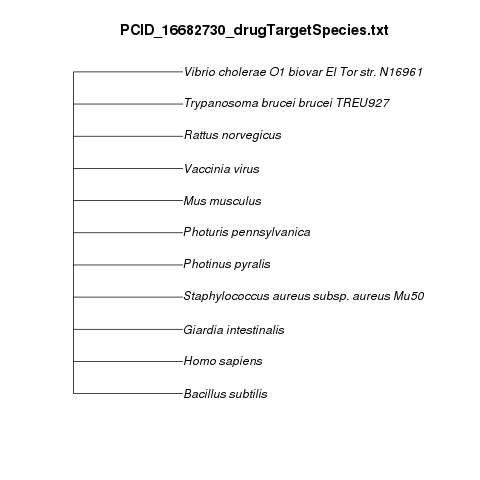 PCID_16682730_drugTargetSpecies.txt
Vibrio cholerae O1 biovar El Tor str. N16961
Trypanosoma brucei brucei TREU927
Rattus norvegicus
Vaccinia virus
Mus musculus
Photuris pennsylvanica
Photinus pyralis
Staphylococcus aureus subsp. aureus Mu50
Giardia intestinalis
Homo sapiens
Bacillus subtilis